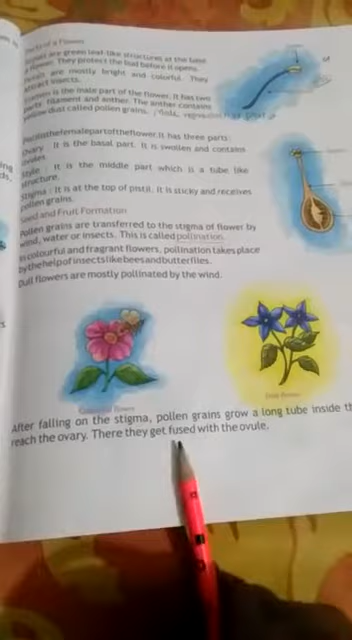 Parts of a Flower
are green leaf-like structures at the base
flower. They protect the bud before it opens.
are mostly bright and colorful. They
attract insects.
is the male part of the flower. It has two
parts: filament and anther. The anther contains
yellow dust called pollen grains.
is the female part of the flower. It has three parts:
Ovary : It is the basal part. It is swollen and contains
ovules.
Style : It is the middle part which is a tube like
structure.
Stigma : It is at the top of pistil. It is sticky and receives
pollen grains.
Seed and Fruit Formation
Pollen grains are transferred to the stigma of flower by
wind, water or insects. This is called pollination.
In colourful and fragrant flowers, pollination takes place
by the help of insects like bees and butterflies.
Dull flowers are mostly pollinated by the wind.
Colourful flower
Dull flower
After falling on the stigma, pollen grains grow a long tube inside
reach the ovary. There they get fused with the ovule.